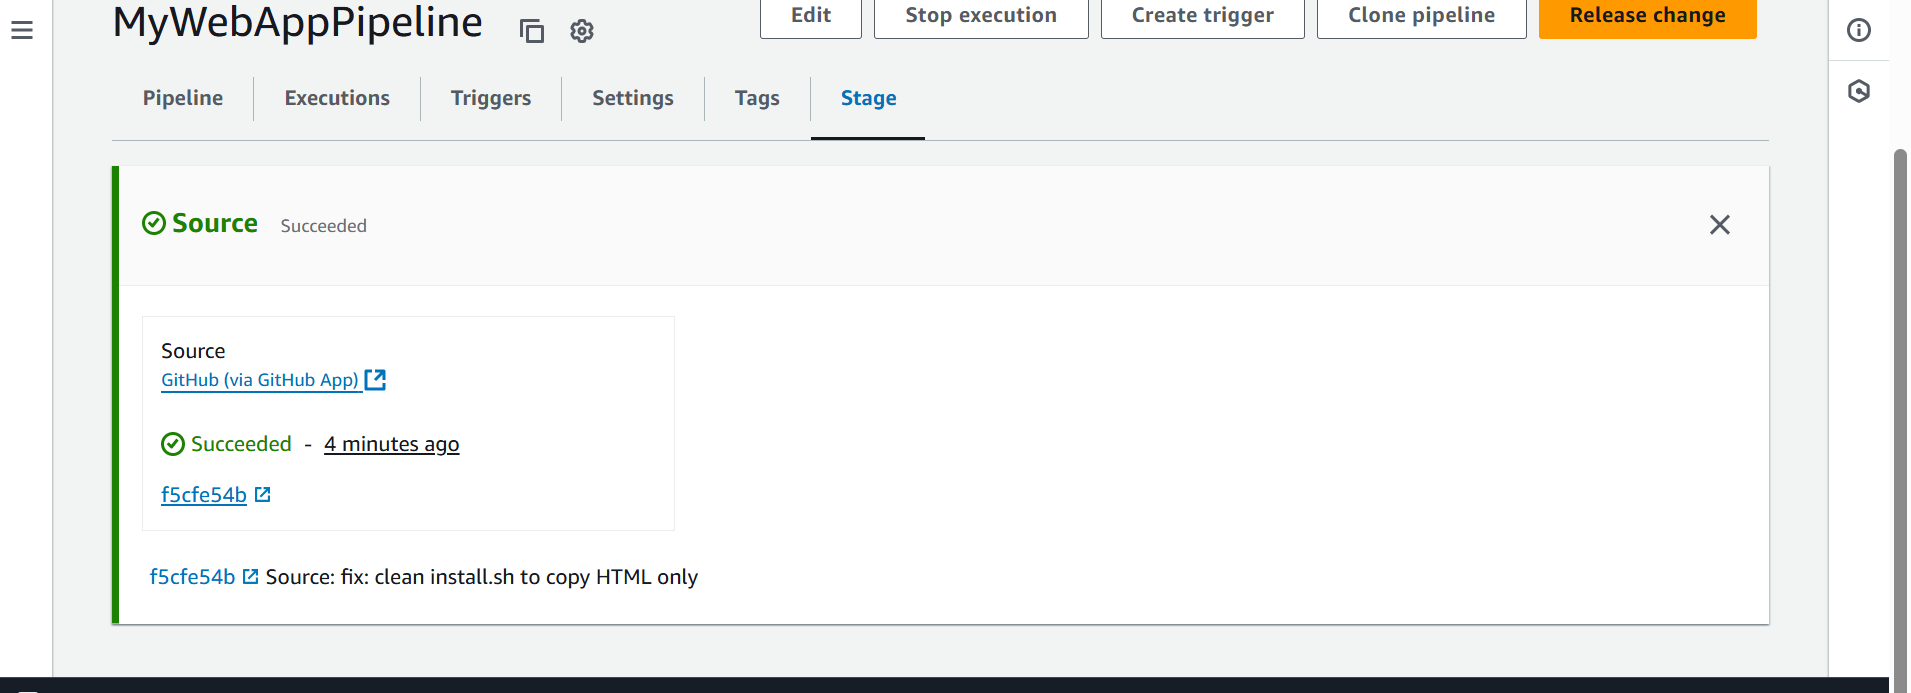 MyWebAppPipeline
Edit
Stop execution
Create trigger
Clone pipeline
Release change
Pipeline
Executions
Triggers
Settings
Tags
Stage
Source Succeeded
Source
GitHub (via GitHub App)
Succeeded - 4 minutes ago
f5cfe54b
f5cfe54b Source: fix: clean install.sh to copy HTML only